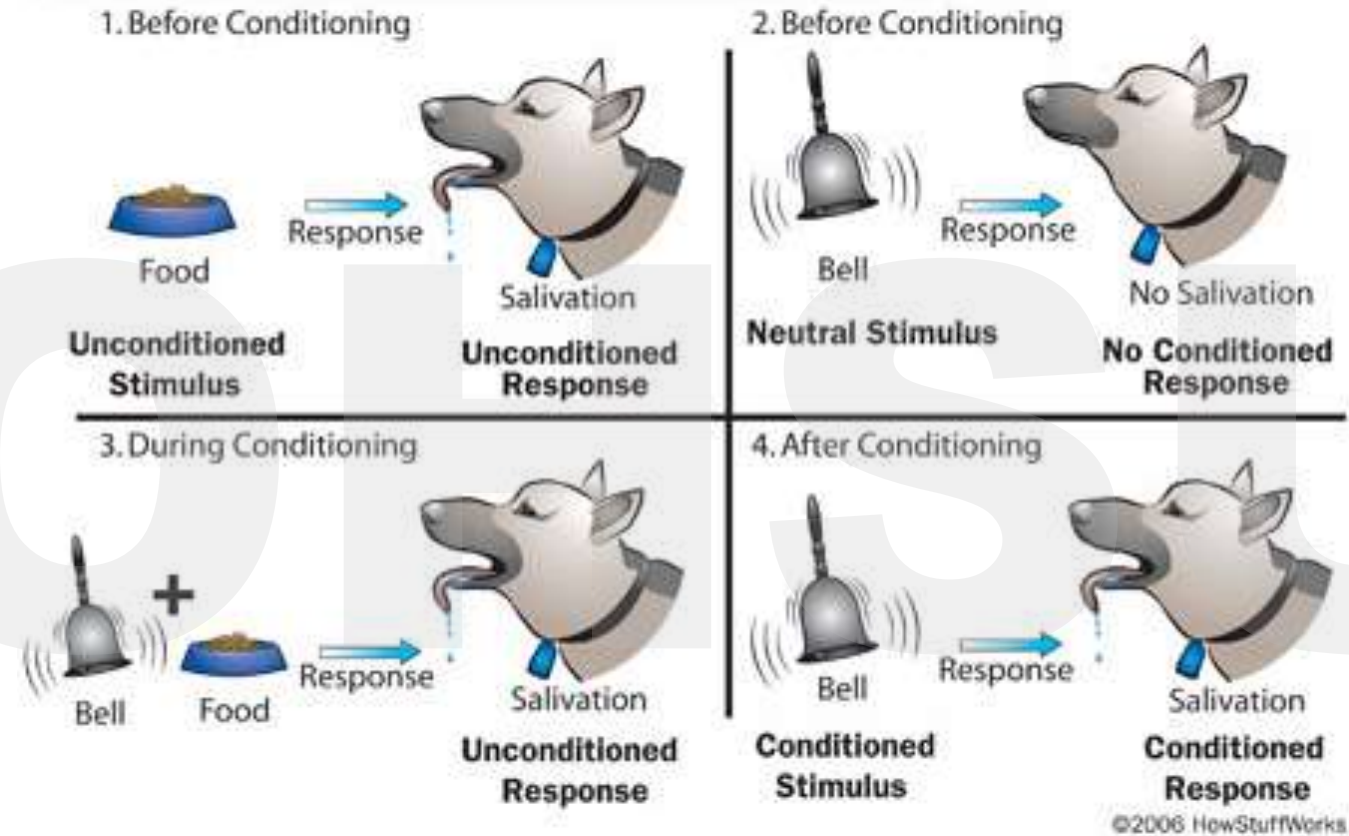 1. Before Conditioning
Food
Response
Salivation
Unconditioned
Stimulus
Unconditioned
Response
2. Before Conditioning
Bell
Response
No Salivation
Neutral Stimulus
No Conditioned
Response
3. During Conditioning
+
Bell
Food
Response
Salivation
Unconditioned
Response
4. After Conditioning
Bell
Response
Salivation
Conditioned
Stimulus
Conditioned
Response
©2006 HowStuffWorks